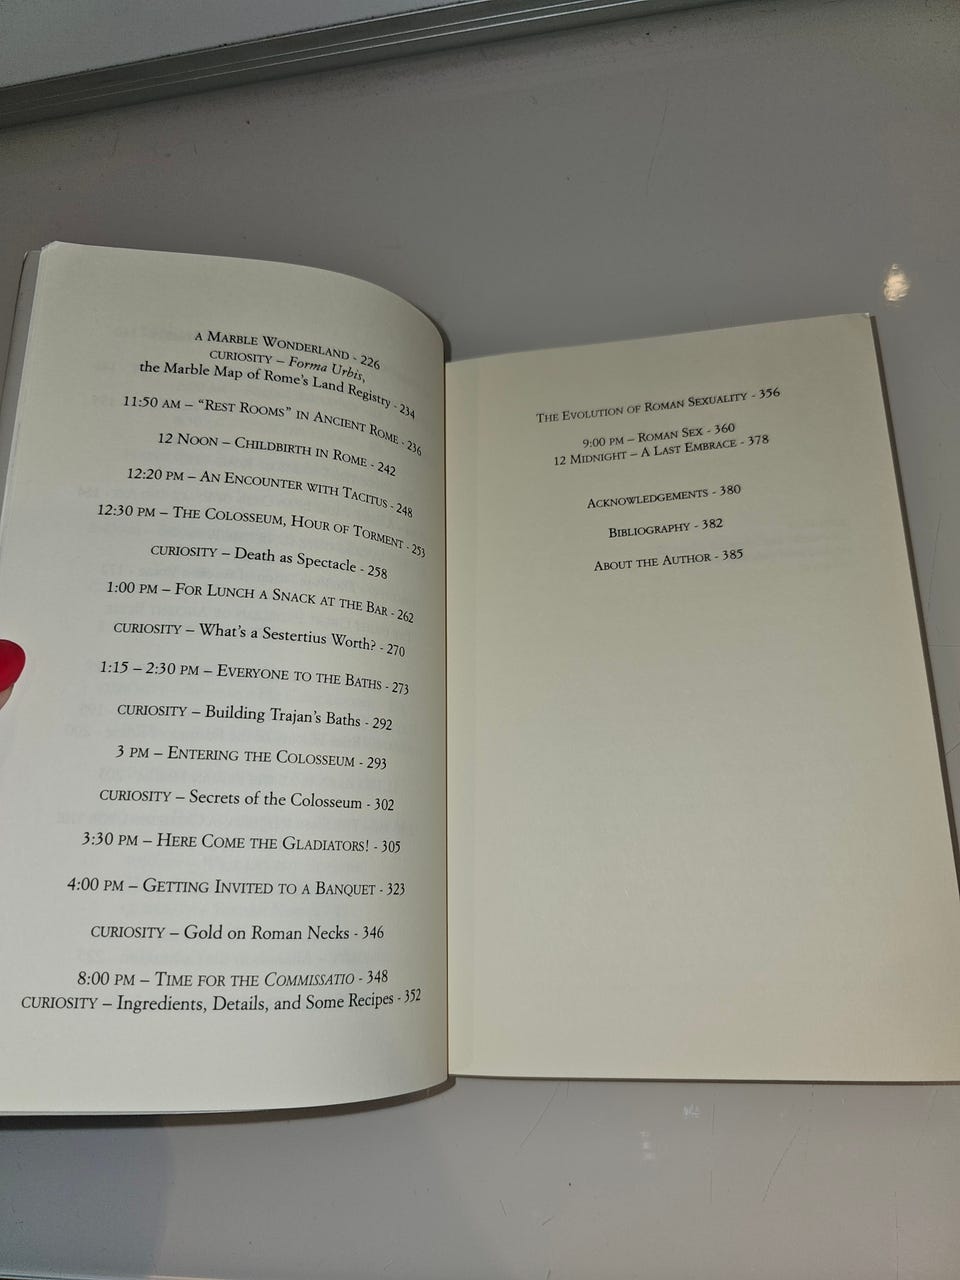 A MARBLE WONDERLAND - 226
CURIOSITY – Forma Urbis,
the Marble Map of Rome's Land Registry - 234
11:50 AM – “REST ROOMS” IN ANCIENT ROME - 236
12 NOON – CHILDBIRTH IN ROME - 242
12:20 PM – AN ENCOUNTER WITH TACITUS - 248
12:30 PM – THE COLOSSEUM, HOUR OF TORMENT - 253
CURIOSITY – Death as Spectacle - 258
1:00 PM – FOR LUNCH A SNACK AT THE BAR - 262
CURIOSITY – What's a Sestertius Worth? - 270
1:15 – 2:30 PM – EVERYONE TO THE BATHS - 273
CURIOSITY – Building Trajan's Baths - 292
3 PM – ENTERING THE COLOSSEUM - 293
CURIOSITY – Secrets of the Colosseum - 302
3:30 PM – HERE COME THE GLADIATORS! - 305
4:00 PM – GETTING INVITED TO A BANQUET - 323
CURIOSITY – Gold on Roman Necks - 346
8:00 PM – TIME FOR THE COMMISSATIO - 348
CURIOSITY – Ingredients, Details, and Some Recipes - 352
THE EVOLUTION OF ROMAN SEXUALITY - 356
9:00 PM – ROMAN SEX - 360
12 MIDNIGHT – A LAST EMBRACE - 378
ACKNOWLEDGEMENTS - 380
BIBLIOGRAPHY - 382
ABOUT THE AUTHOR - 385